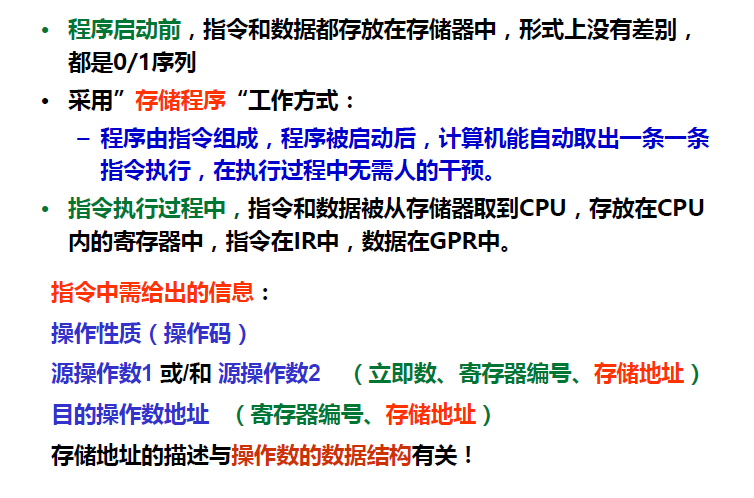 • 程序启动前，指令和数据都存放在存储器中，形式上没有差别，
都是0/1序列
• 采用”存储程序“工作方式：
– 程序由指令组成，程序被启动后，计算机能自动取出一条一条
指令执行，在执行过程中无需人的干预。
• 指令执行过程中，指令和数据被从存储器取到CPU，存放在CPU
内的寄存器中，指令在IR中，数据在GPR中。
指令中需给出的信息：
操作性质（操作码）
源操作数1 或/和 源操作数2 （立即数、寄存器编号、存储地址）
目的操作数地址 （寄存器编号、存储地址）
存储地址的描述与操作数的数据结构有关！